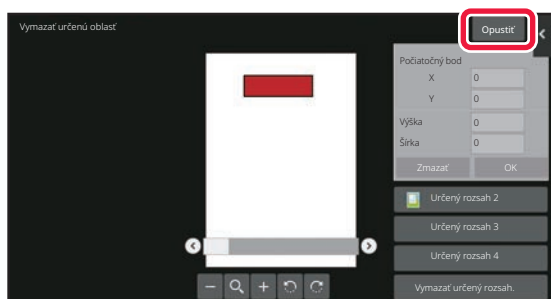 Vymazať určenú oblasť
Opustiť
Počiatočný bod
X 0
Y 0
Výška 0
Šírka 0
Zmazať OK
Určený rozsah 2
Určený rozsah 3
Určený rozsah 4
Vymazať určený rozsah.